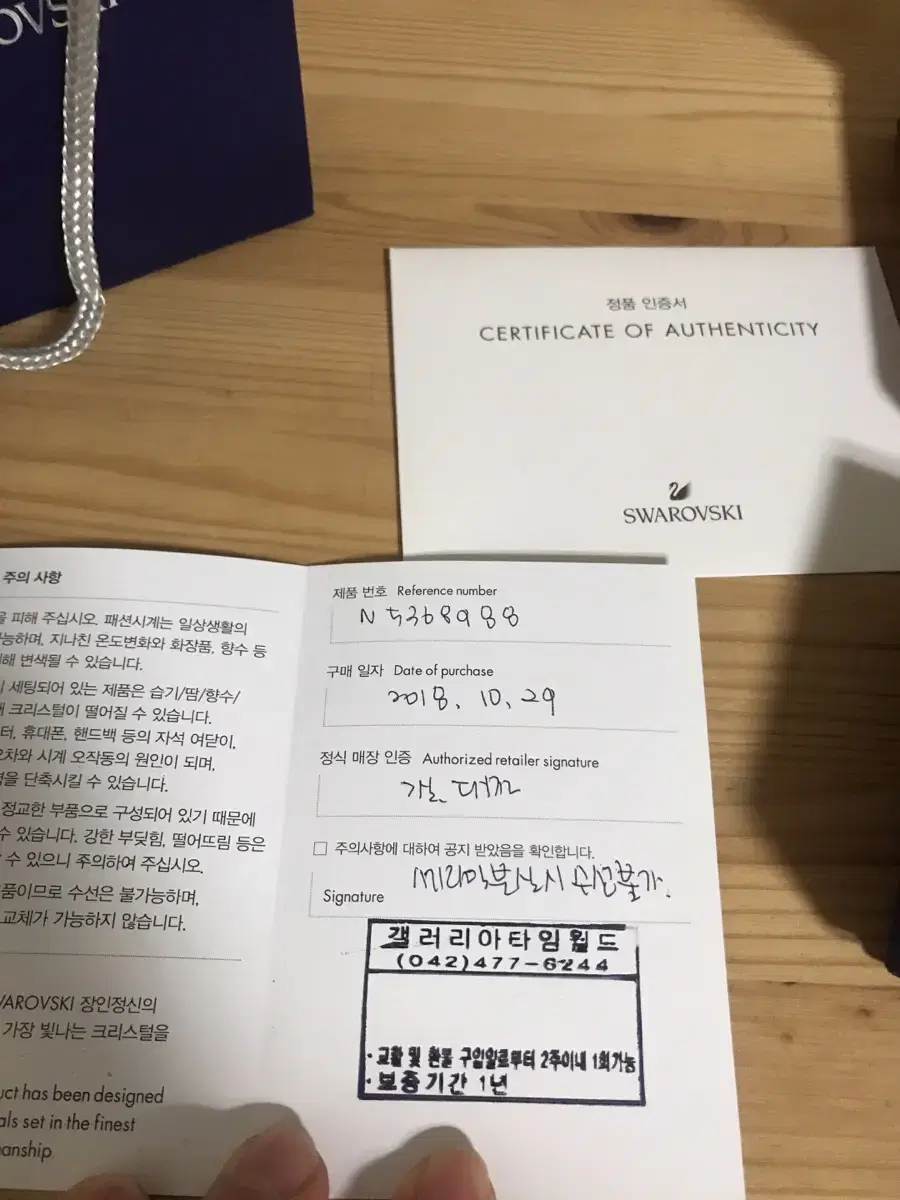 정품 인증서
CERTIFICATE OF AUTHENTICITY
SWAROVSKI
주의 사항
피해 주십시오. 패션시계는 일상생활의
능하며, 지나친 온도변화와 화장품, 향수 등
해 변색될 수 있습니다.
세팅되어 있는 제품은 습기/땀/향수/
크리스털이 떨어질 수 있습니다.
터, 휴대폰, 핸드백 등의 자석 여닫이,
오차와 시계 오작동의 원인이 되며,
을 단축시킬 수 있습니다.
정교한 부품으로 구성되어 있기 때문에
수 있습니다. 강한 부딪힘, 떨어뜨림 등은
수 있으니 주의하여 주십시오.
품이므로 수선은 불가능하며,
교체가 가능하지 않습니다.
WAROVSKI 장인정신의
가장 빛나는 크리스털을
uct has been designed
als set in the finest
manship
제품 번호 Reference number
N 5368988
구매 일자 Date of purchase
2018. 10. 29
정식 매장 인증 Authorized retailer signature
주의사항에 대하여 공지 받았음을 확인합니다.
Signature 세라믹부분 수선불가.
갤러리아타임월드
(042)477-6244
· 교환 및 환불 구입일로부터 2주이내 1회가능
· 보증기간 1년